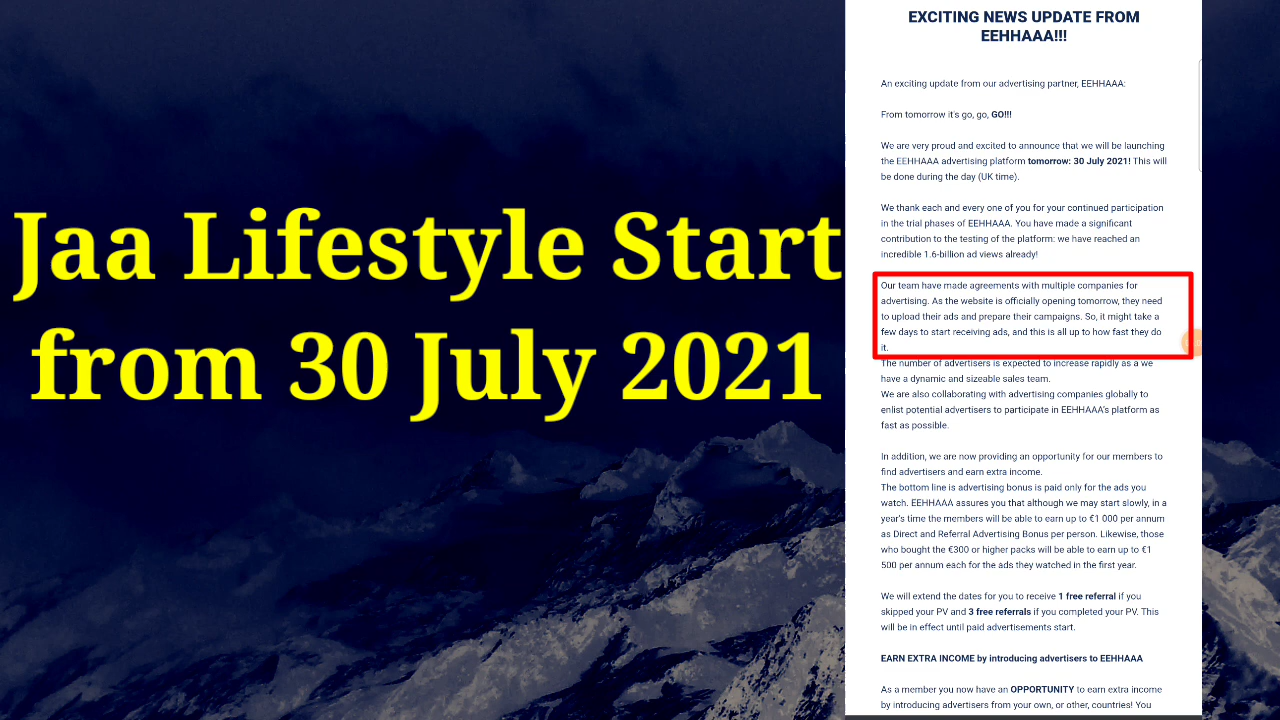 Jaa Lifestyle Start
from 30 July 2021
EXCITING NEWS UPDATE FROM
EEHHAAA!!!
An exciting update from our advertising partner, EEHHAAA:
From tomorrow it's go, go, GO!!!
We are very proud and excited to announce that we will be launching
the EEHHAAA advertising platform tomorrow: 30 July 2021! This will
be done during the day (UK time).
We thank each and every one of you for your continued participation
in the trial phases of EEHHAAA. You have made a significant
contribution to the testing of the platform: we have reached an
incredible 1.6-billion ad views already!
Our team have made agreements with multiple companies for
advertising. As the website is officially opening tomorrow, they need
to upload their ads and prepare their campaigns. So, it might take a
few days to start receiving ads, and this is all up to how fast they do
it.
The number of advertisers is expected to increase rapidly as a we
have a dynamic and sizeable sales team.
We are also collaborating with advertising companies globally to
enlist potential advertisers to participate in EEHHAAA's platform as
fast as possible.
In addition, we are now providing an opportunity for our members to
find advertisers and earn extra income.
The bottom line is advertising bonus is paid only for the ads you
watch. EEHHAAA assures you that although we may start slowly, in a
year's time the members will be able to earn up to €1 000 per annum
as Direct and Referral Advertising Bonus per person. Likewise, those
who bought the €300 or higher packs will be able to earn up to €1
500 per annum each for the ads they watched in the first year.
We will extend the dates for you to receive 1 free referral if you
skipped your PV and 3 free referrals if you completed your PV. This
will be in effect until paid advertisements start.
EARN EXTRA INCOME by introducing advertisers to EEHHAAA
As a member you now have an OPPORTUNITY to earn extra income
by introducing advertisers from your own, or other, countries! You